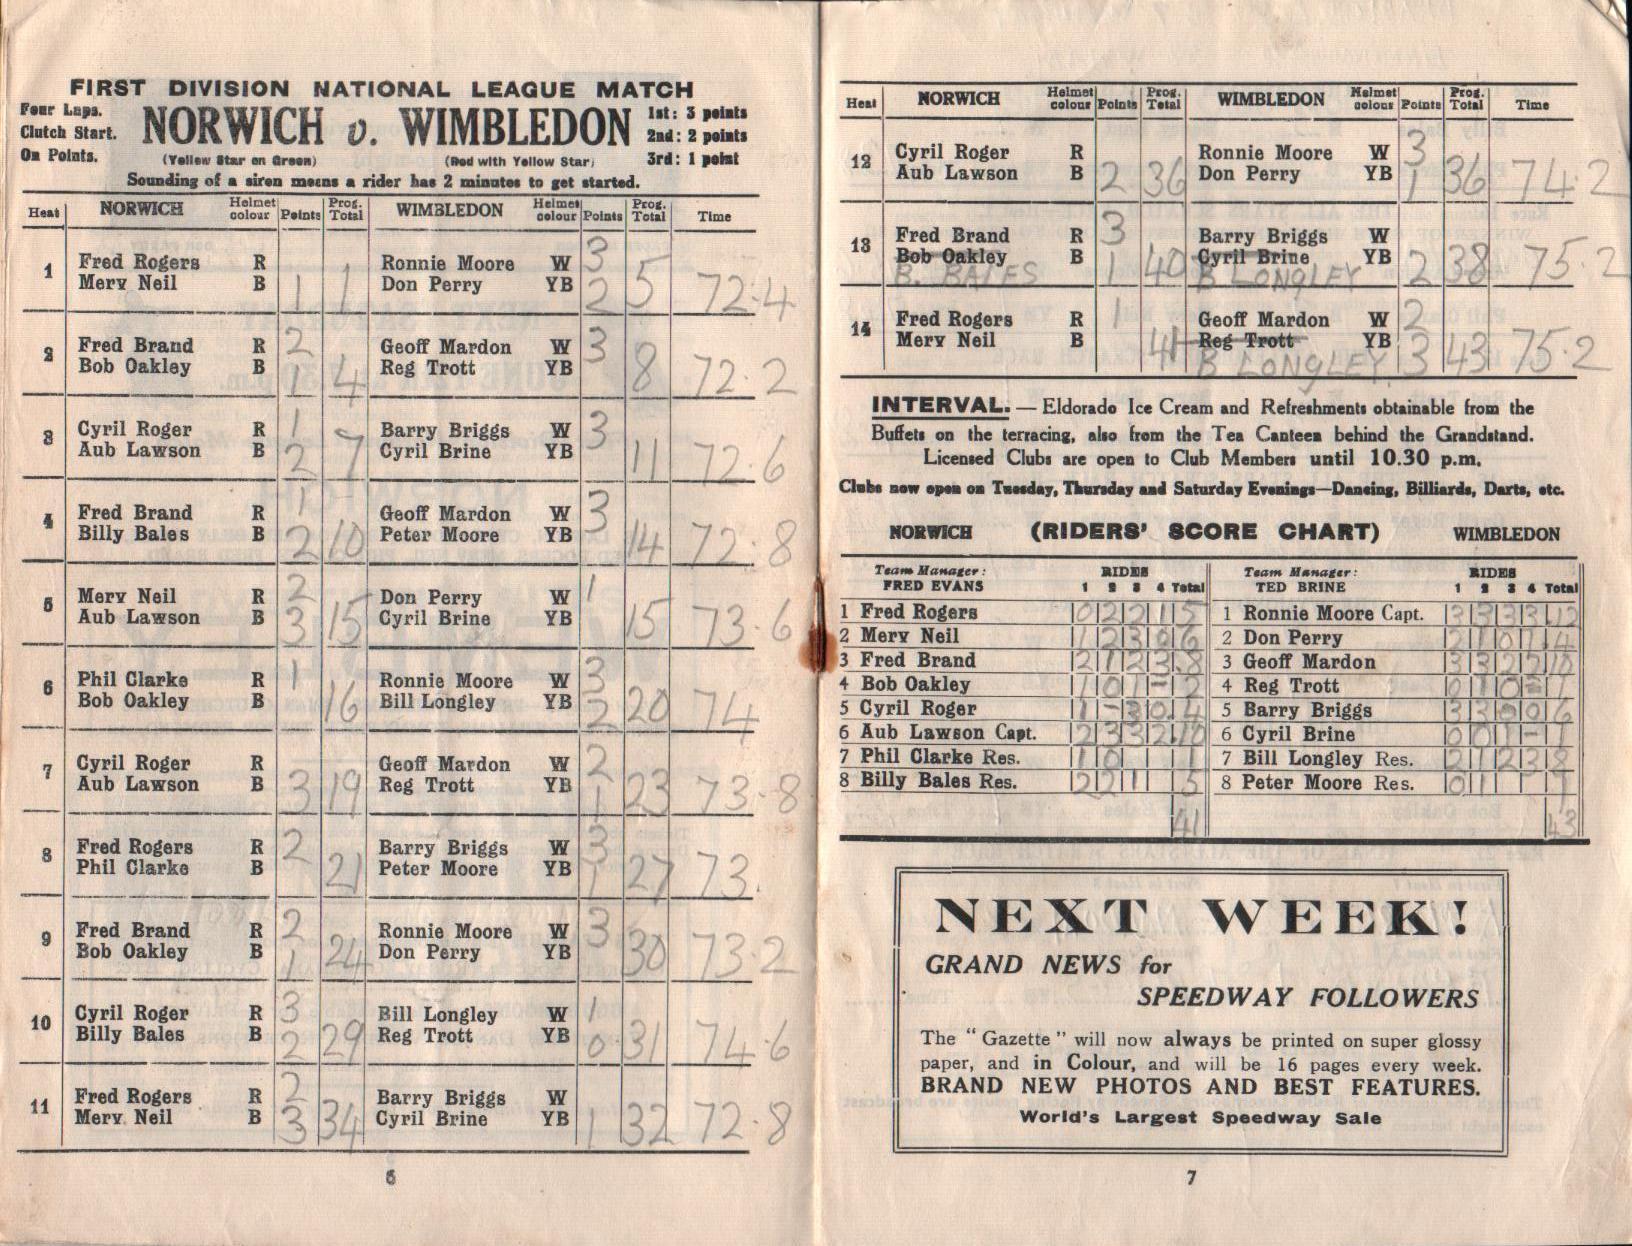 FIRST DIVISION NATIONAL LEAGUE MATCH
Four Laps.
Clutch Start.
On Points.
NORWICH v. WIMBLEDON
(Yellow Star on Green) (Red with Yellow Star)
1st: 3 points
2nd: 2 points
3rd: 1 point
Sounding of a siren means a rider has 2 minutes to get started.
Heat NORWICH Helmet colour Points Prog. Total WIMBLEDON Helmet colour Points Prog. Total Time
1 Fred Rogers R Ronnie Moore W 3
Merv Neil B 1 1 Don Perry YB 2 5 72·4
2 Fred Brand R 2 Geoff Mardon W 3
Bob Oakley B 1 4 Reg Trott YB 8 72·2
3 Cyril Roger R 1 Barry Briggs W 3
Aub Lawson B 2 7 Cyril Brine YB 11 72·6
4 Fred Brand R 1 Geoff Mardon W 3
Billy Bales B 2 10 Peter Moore YB 14 72·8
5 Merv Neil R 2 Don Perry W 1
Aub Lawson B 3 15 Cyril Brine YB 15 73·6
6 Phil Clarke R 1 Ronnie Moore W 3
Bob Oakley B 16 Bill Longley YB 2 20 74
7 Cyril Roger R Geoff Mardon W 2
Aub Lawson B 3 19 Reg Trott YB 1 23 73·8
8 Fred Rogers R 2 Barry Briggs W 3
Phil Clarke B 21 Peter Moore YB 1 27 73.
9 Fred Brand R 2 Ronnie Moore W 3
Bob Oakley B 1 24 Don Perry YB 30 73·2
10 Cyril Roger R 3 Bill Longley W 1
Billy Bales B 2 29 Reg Trott YB 0 31 74·6
11 Fred Rogers R 2 Barry Briggs W
Merv Neil B 3 34 Cyril Brine YB 1 32 72·8
6
Heat NORWICH Helmet colour Points Prog. Total WIMBLEDON Helmet colour Points Prog. Total Time
12 Cyril Roger R Ronnie Moore W 3
Aub Lawson B 2 36 Don Perry YB 1 36 74·2
13 Fred Brand R 3 Barry Briggs W
Bob Oakley B Cyril Brine YB
B. BALES 1 40 B LONGLEY 2 38 75·2
14 Fred Rogers R 1 Geoff Mardon W 2
Merv Neil B 41 Reg Trott YB
B LONGLEY 3 43 75·2
INTERVAL. — Eldorado Ice Cream and Refreshments obtainable from the
Buffets on the terracing, also from the Tea Canteen behind the Grandstand.
Licensed Clubs are open to Club Members until 10.30 p.m.
Clubs now open on Tuesday, Thursday and Saturday Evenings—Dancing, Billiards, Darts, etc.
NORWICH (RIDERS' SCORE CHART) WIMBLEDON
Team Manager: RIDES Team Manager: RIDES
FRED EVANS 1 2 3 4 Total TED BRINE 1 2 3 4 Total
1 Fred Rogers 0 2 2 1 5 1 Ronnie Moore Capt. 3 3 3 3 12
2 Merv Neil 1 2 3 0 6 2 Don Perry 2 1 0 1 4
3 Fred Brand 2 1 2 3 8 3 Geoff Mardon 3 3 2 2 10
4 Bob Oakley 1 0 1 - 2 4 Reg Trott 0 1 0 - 1
5 Cyril Roger 1 - 3 0 4 5 Barry Briggs 3 3 0 0 6
6 Aub Lawson Capt. 2 3 3 2 10 6 Cyril Brine 0 0 1 - 1
7 Phil Clarke Res. 1 0 1 7 Bill Longley Res. 2 1 2 3 8
8 Billy Bales Res. 2 2 1 5 8 Peter Moore Res. 0 1 1
41 43
NEXT WEEK!
GRAND NEWS for
SPEEDWAY FOLLOWERS
The "Gazette" will now always be printed on super glossy
paper, and in Colour, and will be 16 pages every week.
BRAND NEW PHOTOS AND BEST FEATURES.
World's Largest Speedway Sale
7